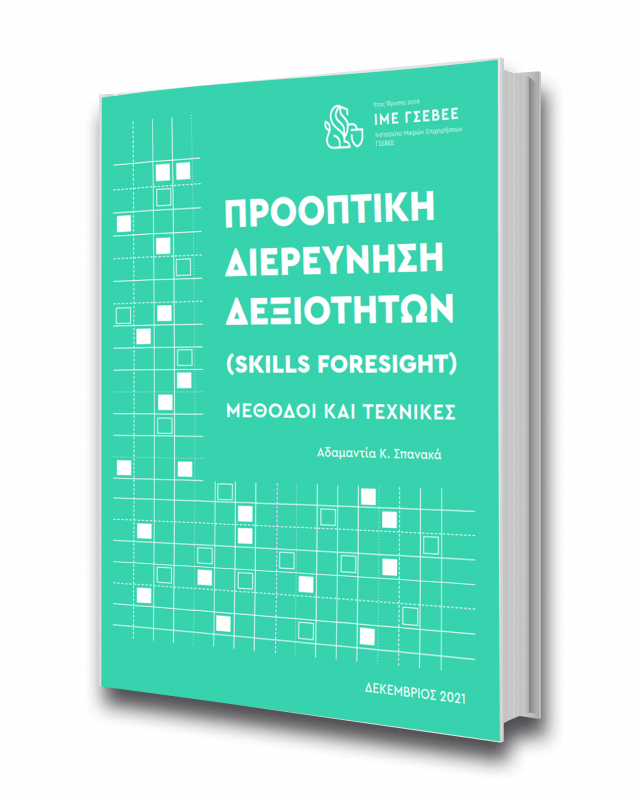 Έτος Ίδρυσης 2006
ΙΜΕ ΓΣΕΒΕΕ
Ινστιτούτο Μικρών Επιχειρήσεων
ΓΣΕΒΕΕ
ΠΡΟΟΠΤΙΚΗ
ΔΙΕΡΕΥΝΗΣΗ
ΔΕΞΙΟΤΗΤΩΝ
(SKILLS FORESIGHT)
ΜΕΘΟΔΟΙ ΚΑΙ ΤΕΧΝΙΚΕΣ
Αδαμαντία Κ. Σπανακά
ΔΕΚΕΜΒΡΙΟΣ 2021